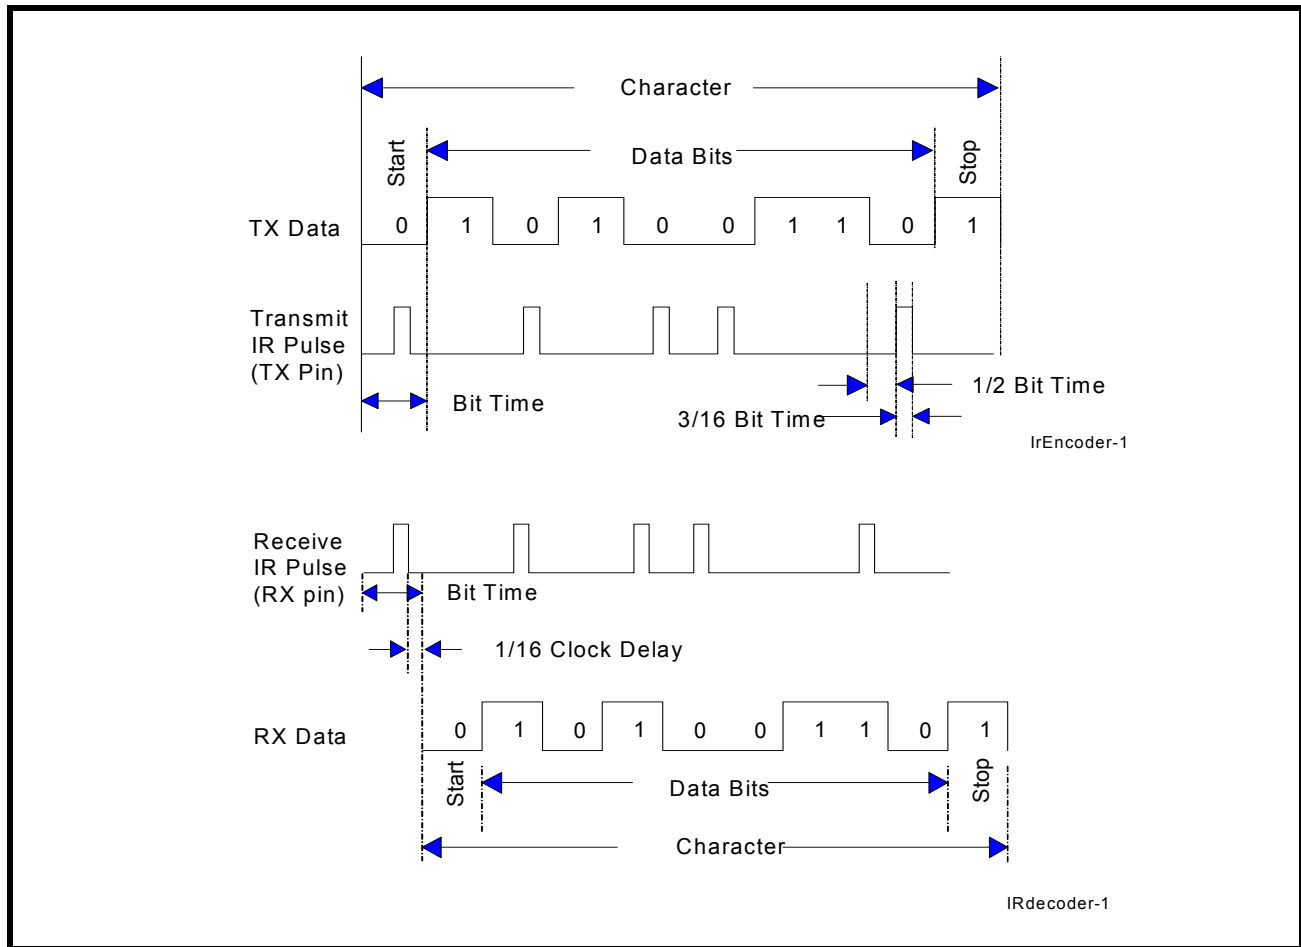 Character
Start
Data Bits
Stop
TX Data
0 1 0 1 0 0 1 1 0 1
Transmit
IR Pulse
(TX Pin)
Bit Time
1/2 Bit Time
3/16 Bit Time
IrEncoder-1
Receive
IR Pulse
(RX pin)
Bit Time
1/16 Clock Delay
RX Data
0 1 0 1 0 0 1 1 0 1
Start
Data Bits
Stop
Character
IRdecoder-1